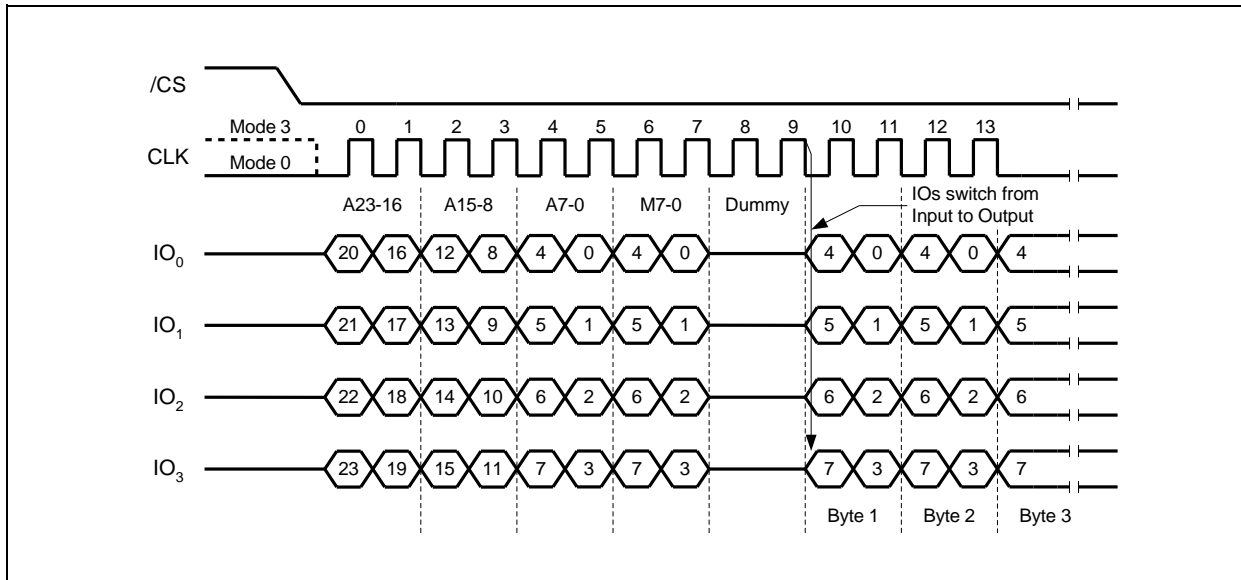 /CS
Mode 3 0 1 2 3 4 5 6 7 8 9 10 11 12 13
CLK
Mode 0
IOs switch from
Input to Output
A23-16 A15-8 A7-0 M7-0 Dummy
IO0 20 16 12 8 4 0 4 0 4 0 4 0 4
IO1 21 17 13 9 5 1 5 1 5 1 5 1 5
IO2 22 18 14 10 6 2 6 2 6 2 6 2 6
IO3 23 19 15 11 7 3 7 3 7 3 7 3 7
Byte 1 Byte 2 Byte 3